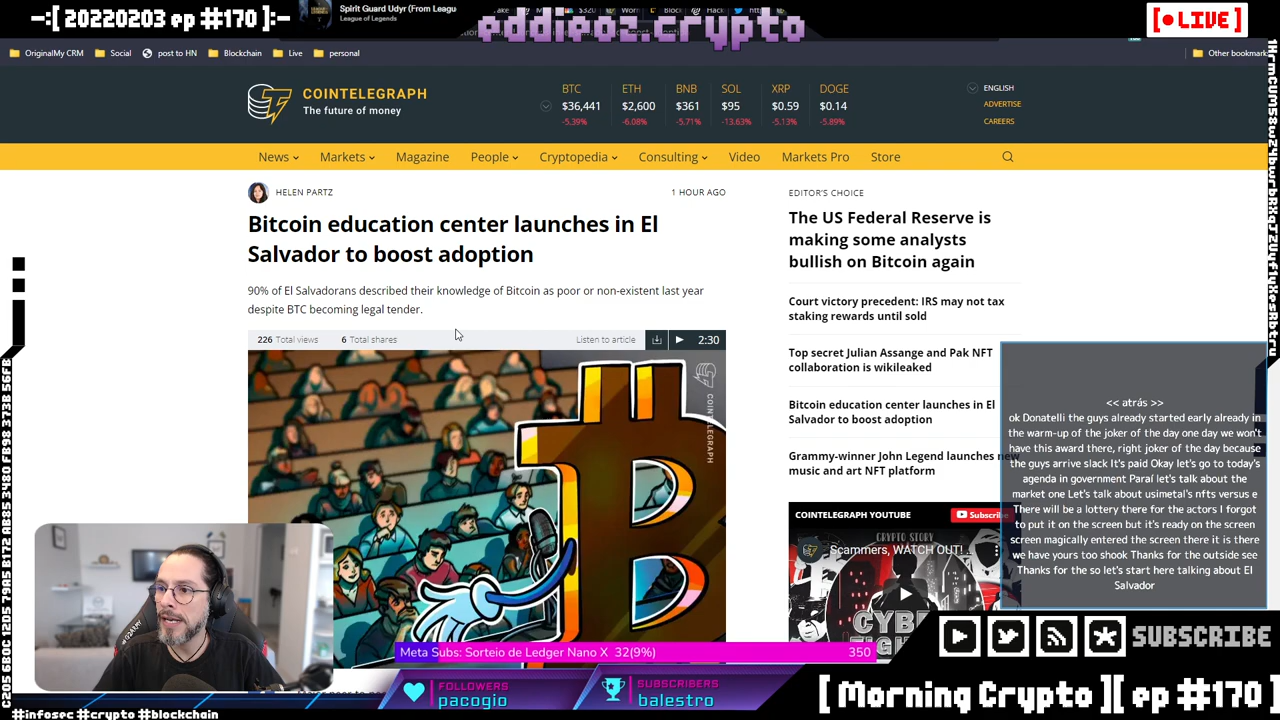 -:[ 20220203 ep #170 ]:-
Spirit Guard Udyr (From Leagu
League of Legends
eddieoz.crypto
[•LIVE]
OriginalMy CRM
Social
post to HN
Blockchain
Live
personal
Other bookmark
COINTELEGRAPH
The future of money
BTC ETH BNB SOL XRP DOGE
$36,441 $2,600 $361 $95 $0.59 $0.14
-5.39% -6.08% -5.71% -13.63% -5.13% -5.89%
ENGLISH
ADVERTISE
CAREERS
News Markets Magazine People Cryptopedia Consulting Video Markets Pro Store
HELEN PARTZ
1 HOUR AGO
Bitcoin education center launches in El
Salvador to boost adoption
90% of El Salvadorans described their knowledge of Bitcoin as poor or non-existent last year
despite BTC becoming legal tender.
226 Total views
6 Total shares
Listen to article
2:30
COINTELEGRAPH
EDITOR'S CHOICE
The US Federal Reserve is
making some analysts
bullish on Bitcoin again
Court victory precedent: IRS may not tax
staking rewards until sold
Top secret Julian Assange and Pak NFT
collaboration is wikileaked
Bitcoin education center launches in El
Salvador to boost adoption
Grammy-winner John Legend launches new
music and art NFT platform
COINTELEGRAPH YOUTUBE
Subscribe
CRYPTO STORY
Scammers, WATCH OUT! ...
CYBE
<< atrás >>
ok Donatelli the guys already started early already in
the warm-up of the joker of the day one day we won't
have this award there, right joker of the day because
the guys arrive slack It's paid Okay let's go to today's
agenda in government Paraí let's talk about the
market one Let's talk about usimetal's nfts versus e
There will be a lottery there for the actors I forgot
to put it on the screen but it's ready on the screen
screen magically entered the screen there it is there
we have yours too shook Thanks for the outside see
Thanks for the so let's start here talking about El
Salvador
Meta Subs: Sorteio de Ledger Nano X 32(9%)
350
FOLLOWERS
pacogio
SUBSCRIBERS
balestro
SUBSCRIBE
[ Morning Crypto ][ ep #170 ]
#infosec #crypto #blockchain